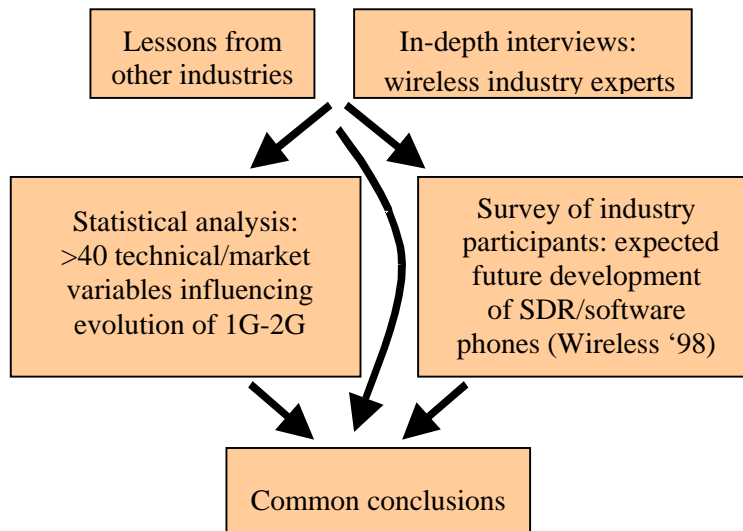 Lessons from
other industries
In-depth interviews:
wireless industry experts
Statistical analysis:
>40 technical/market
variables influencing
evolution of 1G-2G
Survey of industry
participants: expected
future development
of SDR/software
phones (Wireless ‘98)
Common conclusions